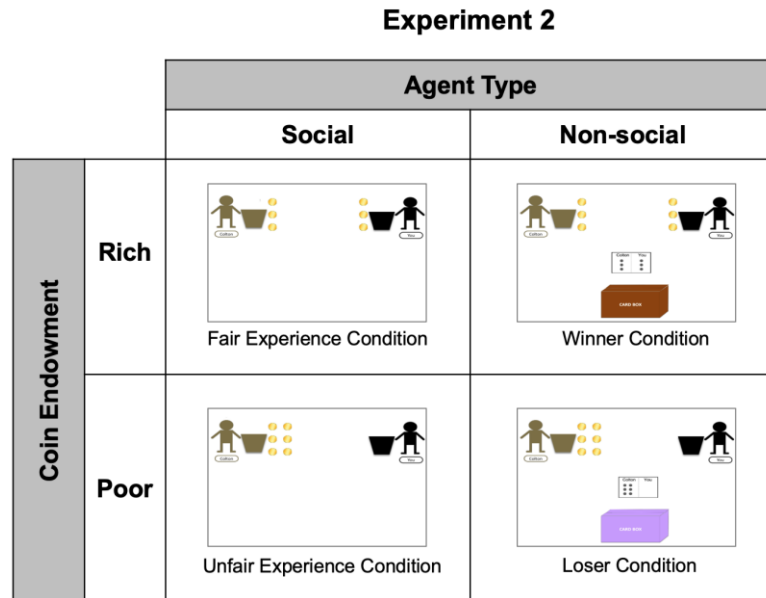 Experiment 2
Agent Type
Social
Non-social
Coin Endowment
Rich
Colton
You
Fair Experience Condition
Colton
You
Colton You
CARD BOX
Winner Condition
Poor
Colton
You
Unfair Experience Condition
Colton
You
Colton You
CARD BOX
Loser Condition